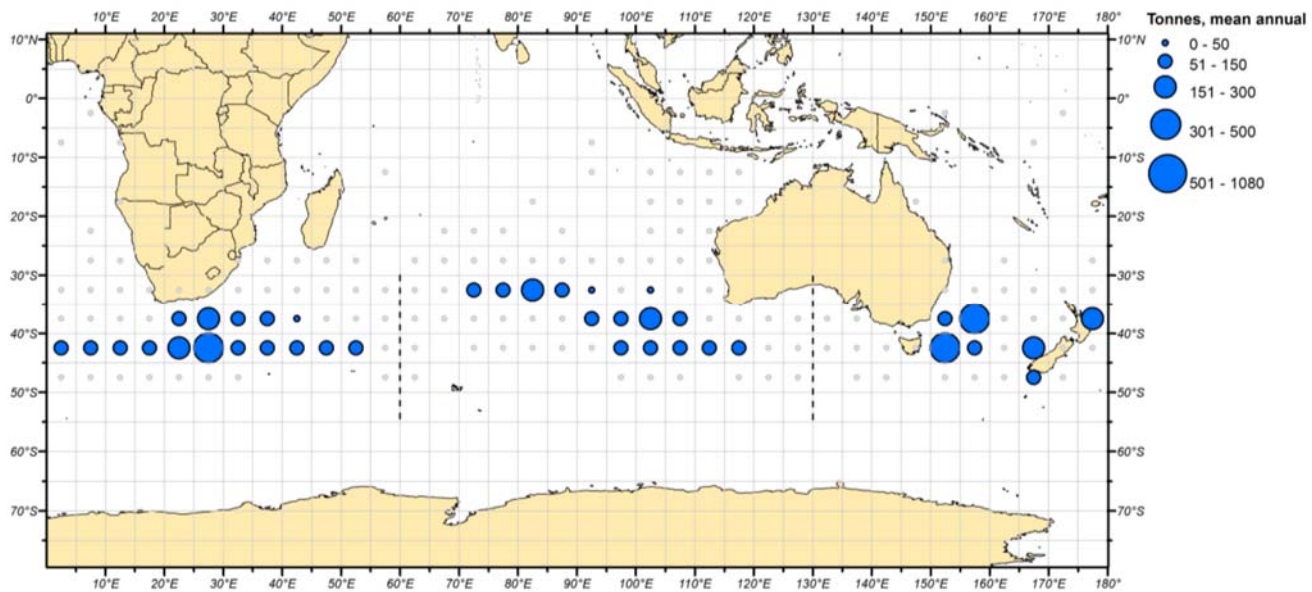 10°E 20°E 30°E 40°E 50°E 60°E 70°E 80°E 90°E 100°E 110°E 120°E 130°E 140°E 150°E 160°E 170°E 180°
Tonnes, mean annual
0 - 50
51 - 150
151 - 300
301 - 500
501 - 1080
10°N 10°N
0° 0°
10°S 10°S
20°S 20°S
30°S 30°S
40°S 40°S
50°S 50°S
60°S 60°S
70°S 70°S
10°E 20°E 30°E 40°E 50°E 60°E 70°E 80°E 90°E 100°E 110°E 120°E 130°E 140°E 150°E 160°E 170°E 180°